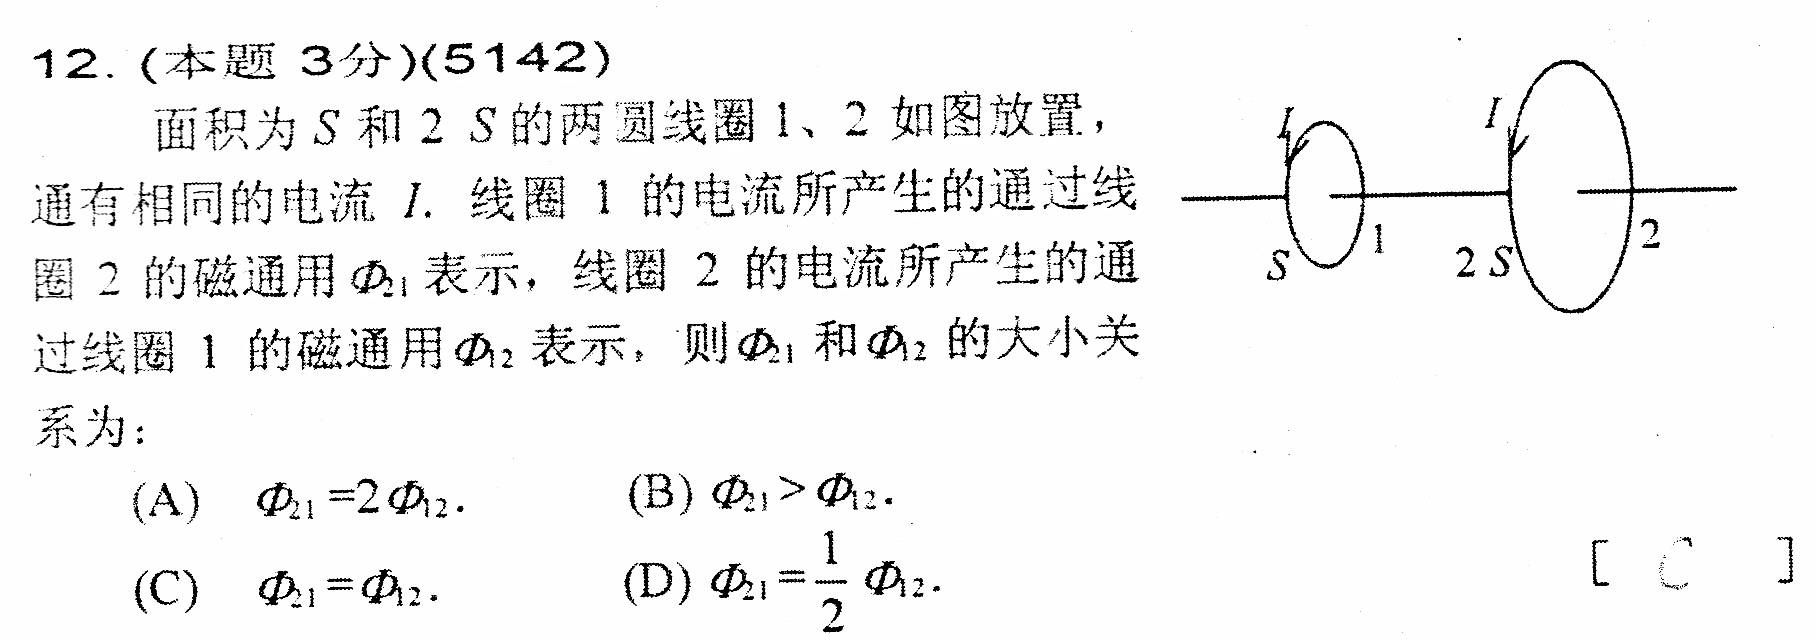 12. (本题 3分)(5142)
面积为 S 和 2 S 的两圆线圈 1、2 如图放置，
通有相同的电流 I. 线圈 1 的电流所产生的通过线
圈 2 的磁通用 Φ₂₁ 表示，线圈 2 的电流所产生的通
过线圈 1 的磁通用 Φ₁₂ 表示，则 Φ₂₁ 和 Φ₁₂ 的大小关
系为：
(A) Φ₂₁ =2 Φ₁₂. (B) Φ₂₁ > Φ₁₂.
(C) Φ₂₁ =Φ₁₂. (D) Φ₂₁ = 1/2 Φ₁₂.
I I
S 1 2 S 2
[ C ]